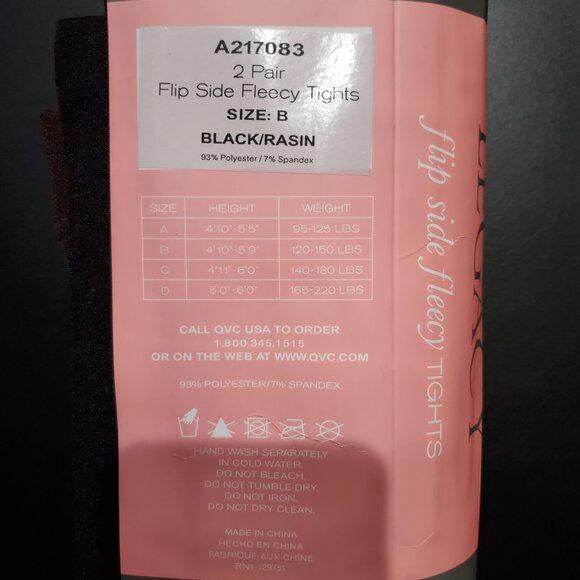 A217083
2 Pair
Flip Side Fleecy Tights
SIZE: B
BLACK/RASIN
93% Polyester / 7% Spandex
SIZE HEIGHT WEIGHT
A 4'10"-5'5" 95-125 LBS
B 4'10"-5'9" 120-150 LBS
C 4'11"-6'0" 140-180 LBS
D 5'0"-6'0" 165-220 LBS
CALL QVC USA TO ORDER
1.800.345.1515
OR ON THE WEB AT WWW.QVC.COM
93% POLYESTER/7% SPANDEX
HAND WASH SEPARATELY
IN COLD WATER.
DO NOT BLEACH.
DO NOT TUMBLE DRY.
DO NOT IRON.
DO NOT DRY CLEAN.
MADE IN CHINA
HECHO EN CHINA
FABRIQUE AUX CHINE
RN# 129751
LEGACY
flip side fleecy TIGHTS